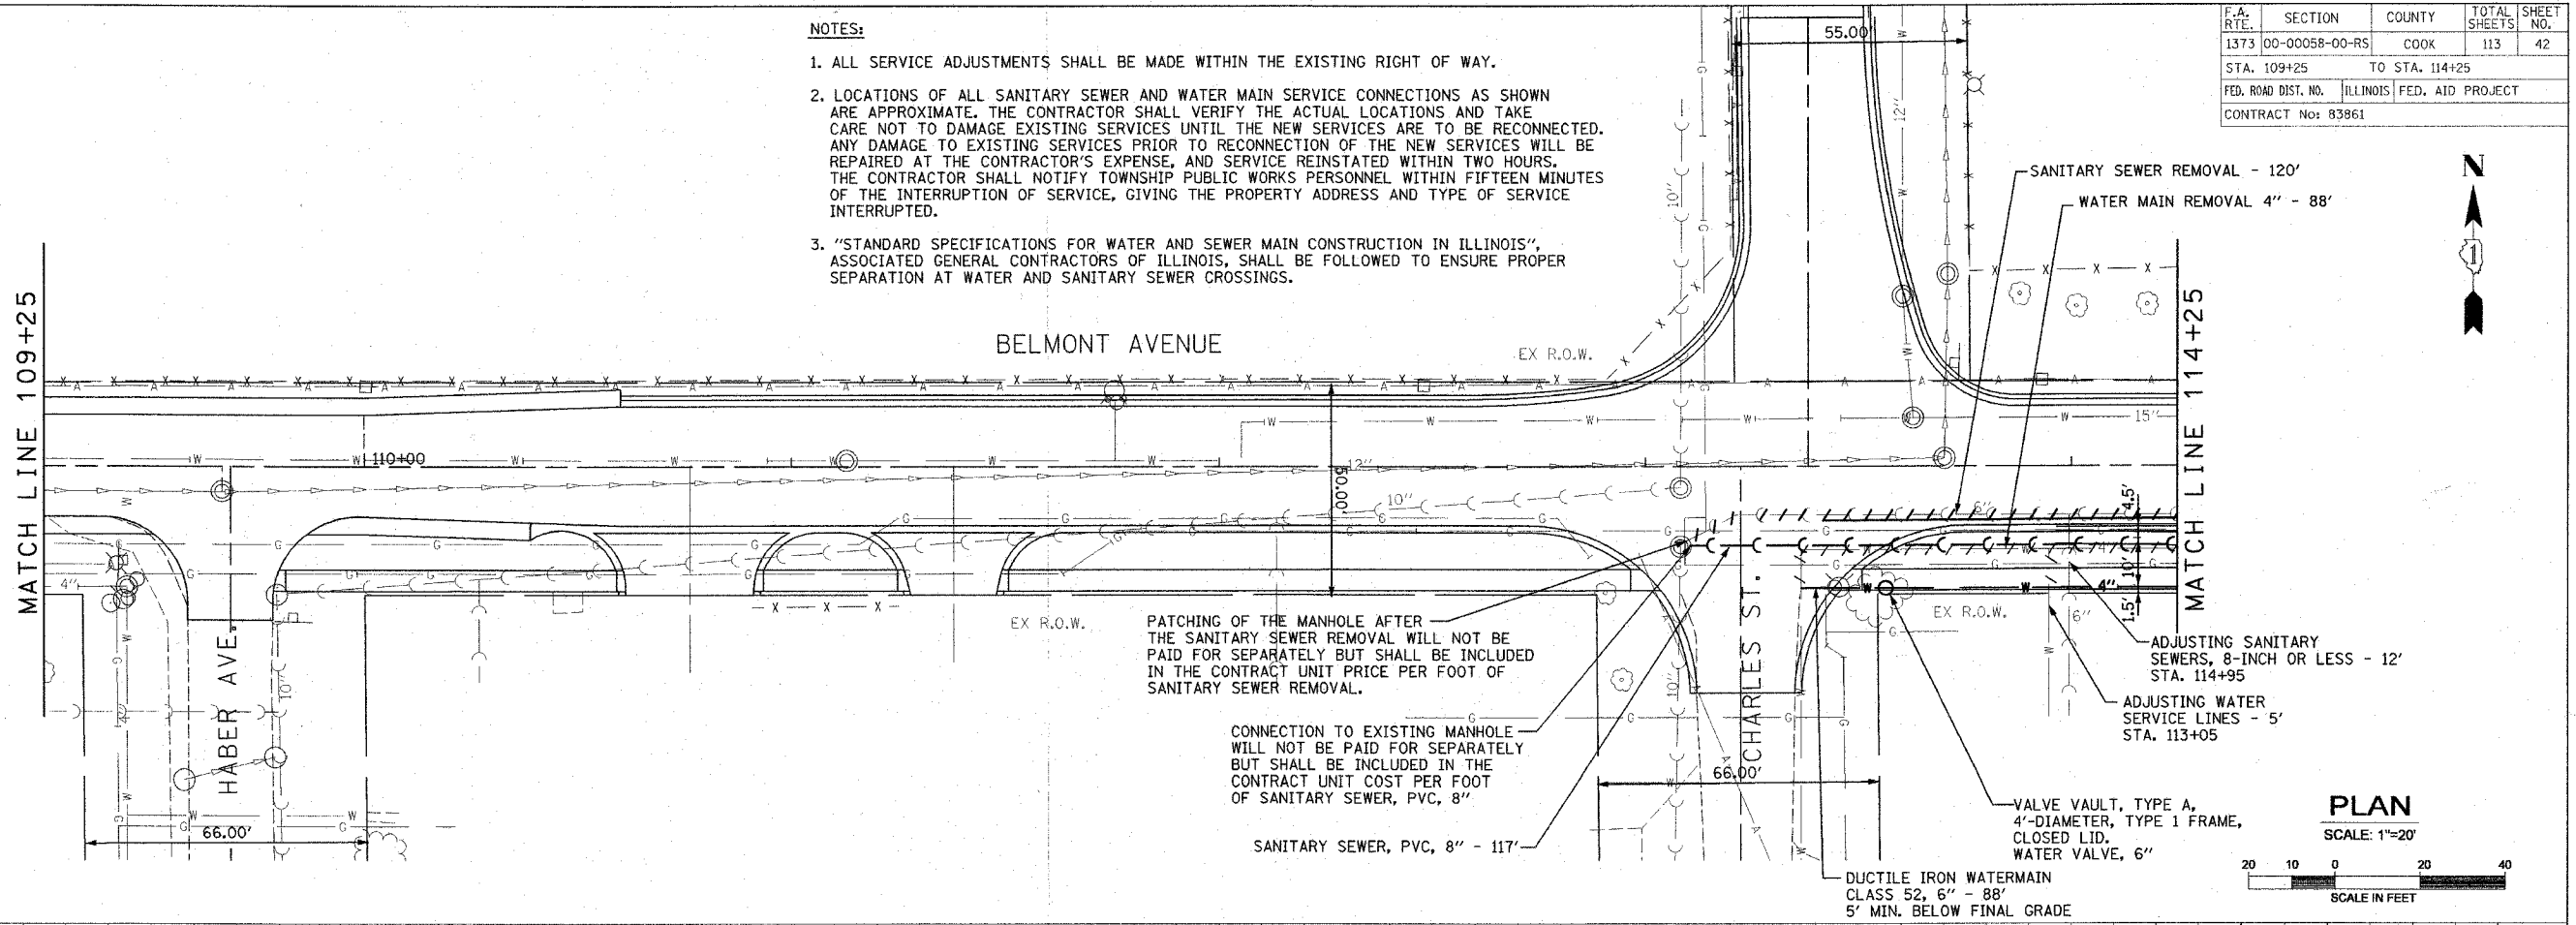 NOTES:
1. ALL SERVICE ADJUSTMENTS SHALL BE MADE WITHIN THE EXISTING RIGHT OF WAY.
2. LOCATIONS OF ALL SANITARY SEWER AND WATER MAIN SERVICE CONNECTIONS AS SHOWN
ARE APPROXIMATE. THE CONTRACTOR SHALL VERIFY THE ACTUAL LOCATIONS AND TAKE
CARE NOT TO DAMAGE EXISTING SERVICES UNTIL THE NEW SERVICES ARE TO BE RECONNECTED.
ANY DAMAGE TO EXISTING SERVICES PRIOR TO RECONNECTION OF THE NEW SERVICES WILL BE
REPAIRED AT THE CONTRACTOR'S EXPENSE, AND SERVICE REINSTATED WITHIN TWO HOURS.
THE CONTRACTOR SHALL NOTIFY TOWNSHIP PUBLIC WORKS PERSONNEL WITHIN FIFTEEN MINUTES
OF THE INTERRUPTION OF SERVICE, GIVING THE PROPERTY ADDRESS AND TYPE OF SERVICE
INTERRUPTED.
3. "STANDARD SPECIFICATIONS FOR WATER AND SEWER MAIN CONSTRUCTION IN ILLINOIS",
ASSOCIATED GENERAL CONTRACTORS OF ILLINOIS, SHALL BE FOLLOWED TO ENSURE PROPER
SEPARATION AT WATER AND SANITARY SEWER CROSSINGS.
F.A. RTE. SECTION COUNTY TOTAL SHEETS SHEET NO.
1373 00-00058-00-RS COOK 113 42
STA. 109+25 TO STA. 114+25
FED. ROAD DIST. NO. ILLINOIS FED. AID PROJECT
CONTRACT No: 83861
55.00'
12"
10"
SANITARY SEWER REMOVAL - 120'
WATER MAIN REMOVAL 4" - 88'
N
1
MATCH LINE 109+25
BELMONT AVENUE
EX R.O.W.
MATCH LINE 114+25
15"
110+00
12"
50.00'
10"
6"
4.5'
10'
1.5'
4"
4"
EX R.O.W.
EX R.O.W.
6"
HABER AVE.
10"
66.00'
PATCHING OF THE MANHOLE AFTER
THE SANITARY SEWER REMOVAL WILL NOT BE
PAID FOR SEPARATELY BUT SHALL BE INCLUDED
IN THE CONTRACT UNIT PRICE PER FOOT OF
SANITARY SEWER REMOVAL.
CONNECTION TO EXISTING MANHOLE
WILL NOT BE PAID FOR SEPARATELY
BUT SHALL BE INCLUDED IN THE
CONTRACT UNIT COST PER FOOT
OF SANITARY SEWER, PVC, 8"
SANITARY SEWER, PVC, 8" - 117'
10"
CHARLES ST.
66.00'
ADJUSTING SANITARY
SEWERS, 8-INCH OR LESS - 12'
STA. 114+95
ADJUSTING WATER
SERVICE LINES - 5'
STA. 113+05
VALVE VAULT, TYPE A,
4'-DIAMETER, TYPE 1 FRAME,
CLOSED LID.
WATER VALVE, 6"
DUCTILE IRON WATERMAIN
CLASS 52, 6" - 88'
5' MIN. BELOW FINAL GRADE
PLAN
SCALE: 1"=20'
20 10 0 20 40
SCALE IN FEET